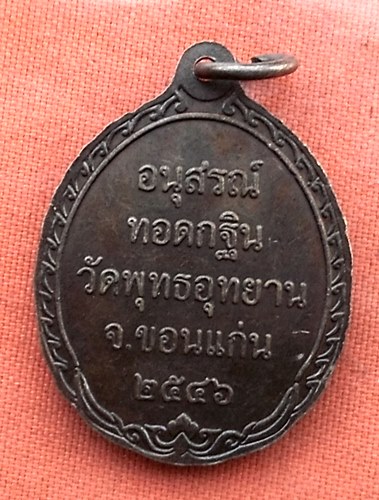 อนุสรณ์
ทอดกฐิน
วัดพุทธอุทยาน
จ.ขอนแก่น
๒๕๔๖